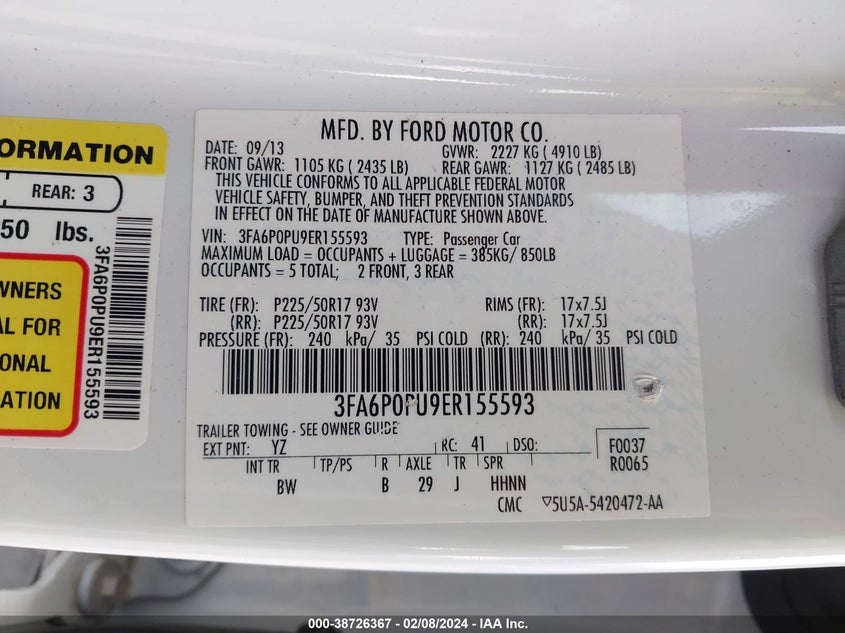 ORMATION
REAR: 3
50 lbs.
WNERS
AL FOR
ONAL
ATION
3FA6P0PU9ER155593
MFD. BY FORD MOTOR CO.
DATE: 09/13 GVWR: 2227 KG ( 4910 LB)
FRONT GAWR: 1105 KG ( 2435 LB) REAR GAWR: 1127 KG ( 2485 LB)
THIS VEHICLE CONFORMS TO ALL APPLICABLE FEDERAL MOTOR
VEHICLE SAFETY, BUMPER, AND THEFT PREVENTION STANDARDS
IN EFFECT ON THE DATE OF MANUFACTURE SHOWN ABOVE.
VIN: 3FA6P0PU9ER155593 TYPE: Passenger Car
MAXIMUM LOAD = OCCUPANTS + LUGGAGE = 385KG/ 850LB
OCCUPANTS = 5 TOTAL; 2 FRONT, 3 REAR
TIRE (FR): P225/50R17 93V RIMS (FR): 17x7.5J
(RR): P225/50R17 93V (RR): 17x7.5J
PRESSURE (FR): 240 kPa/ 35 PSI COLD (RR): 240 kPa/ 35 PSI COLD
3FA6P0PU9ER155593
TRAILER TOWING - SEE OWNER GUIDE
EXT PNT: YZ RC: 41 DSO: F0037
INT TR TP/PS R AXLE TR SPR R0065
BW B 29 J HHNN
CMC ▽5U5A-5420472-AA
000-38726367 - 02/08/2024 - IAA Inc.